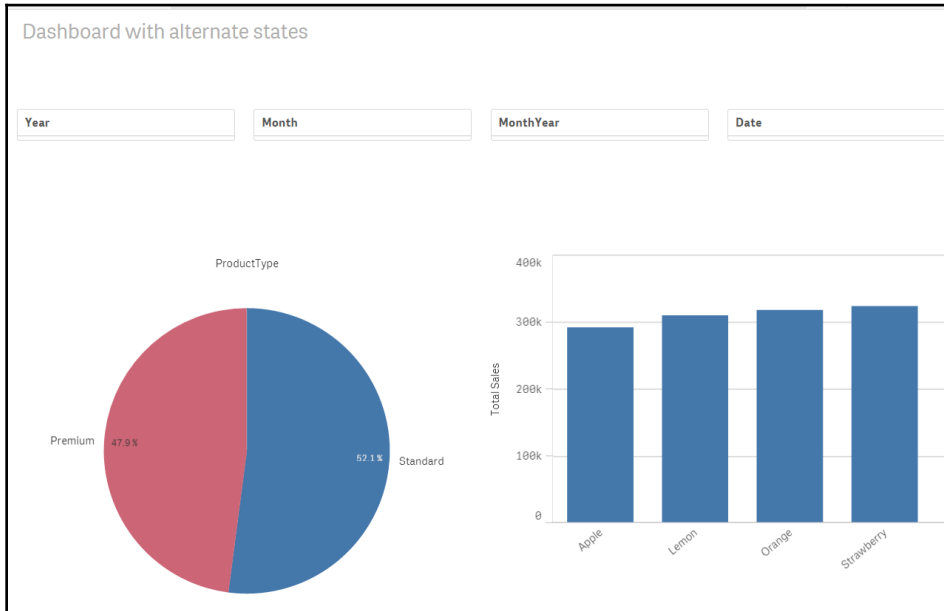 Dashboard with alternate states
Year
Month
MonthYear
Date
ProductType
Premium
47.9%
52.1%
Standard
Total Sales
400k
300k
200k
100k
0
Apple
Lemon
Orange
Strawberry